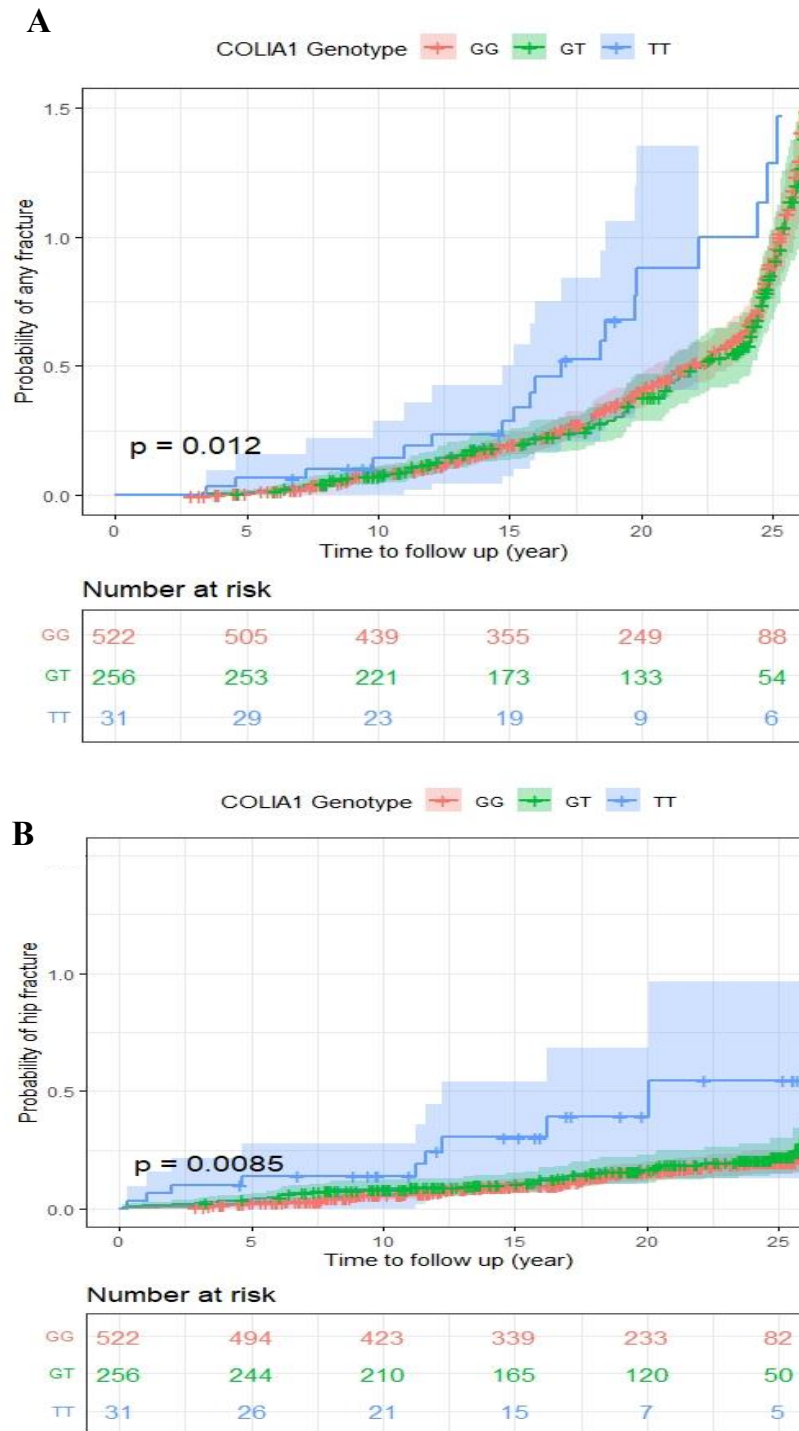 A
COLIA1 Genotype GG GT TT
Probability of any fracture
1.5
1.0
0.5
0.0
p = 0.012
0 5 10 15 20 25
Time to follow up (year)
Number at risk
GG 522 505 439 355 249 88
GT 256 253 221 173 133 54
TT 31 29 23 19 9 6
COLIA1 Genotype GG GT TT
B
Probability of hip fracture
1.0
0.5
0.0
p = 0.0085
0 5 10 15 20 25
Time to follow up (year)
Number at risk
GG 522 494 423 339 233 82
GT 256 244 210 165 120 50
TT 31 26 21 15 7 5